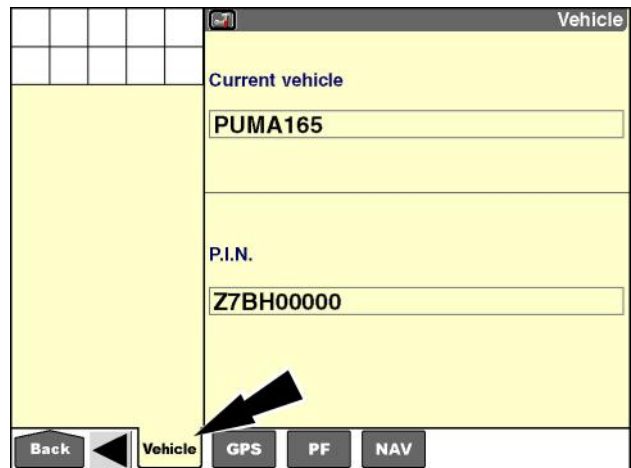 Vehicle
Current vehicle
PUMA165
P.I.N.
Z7BH00000
Back Vehicle GPS PF NAV